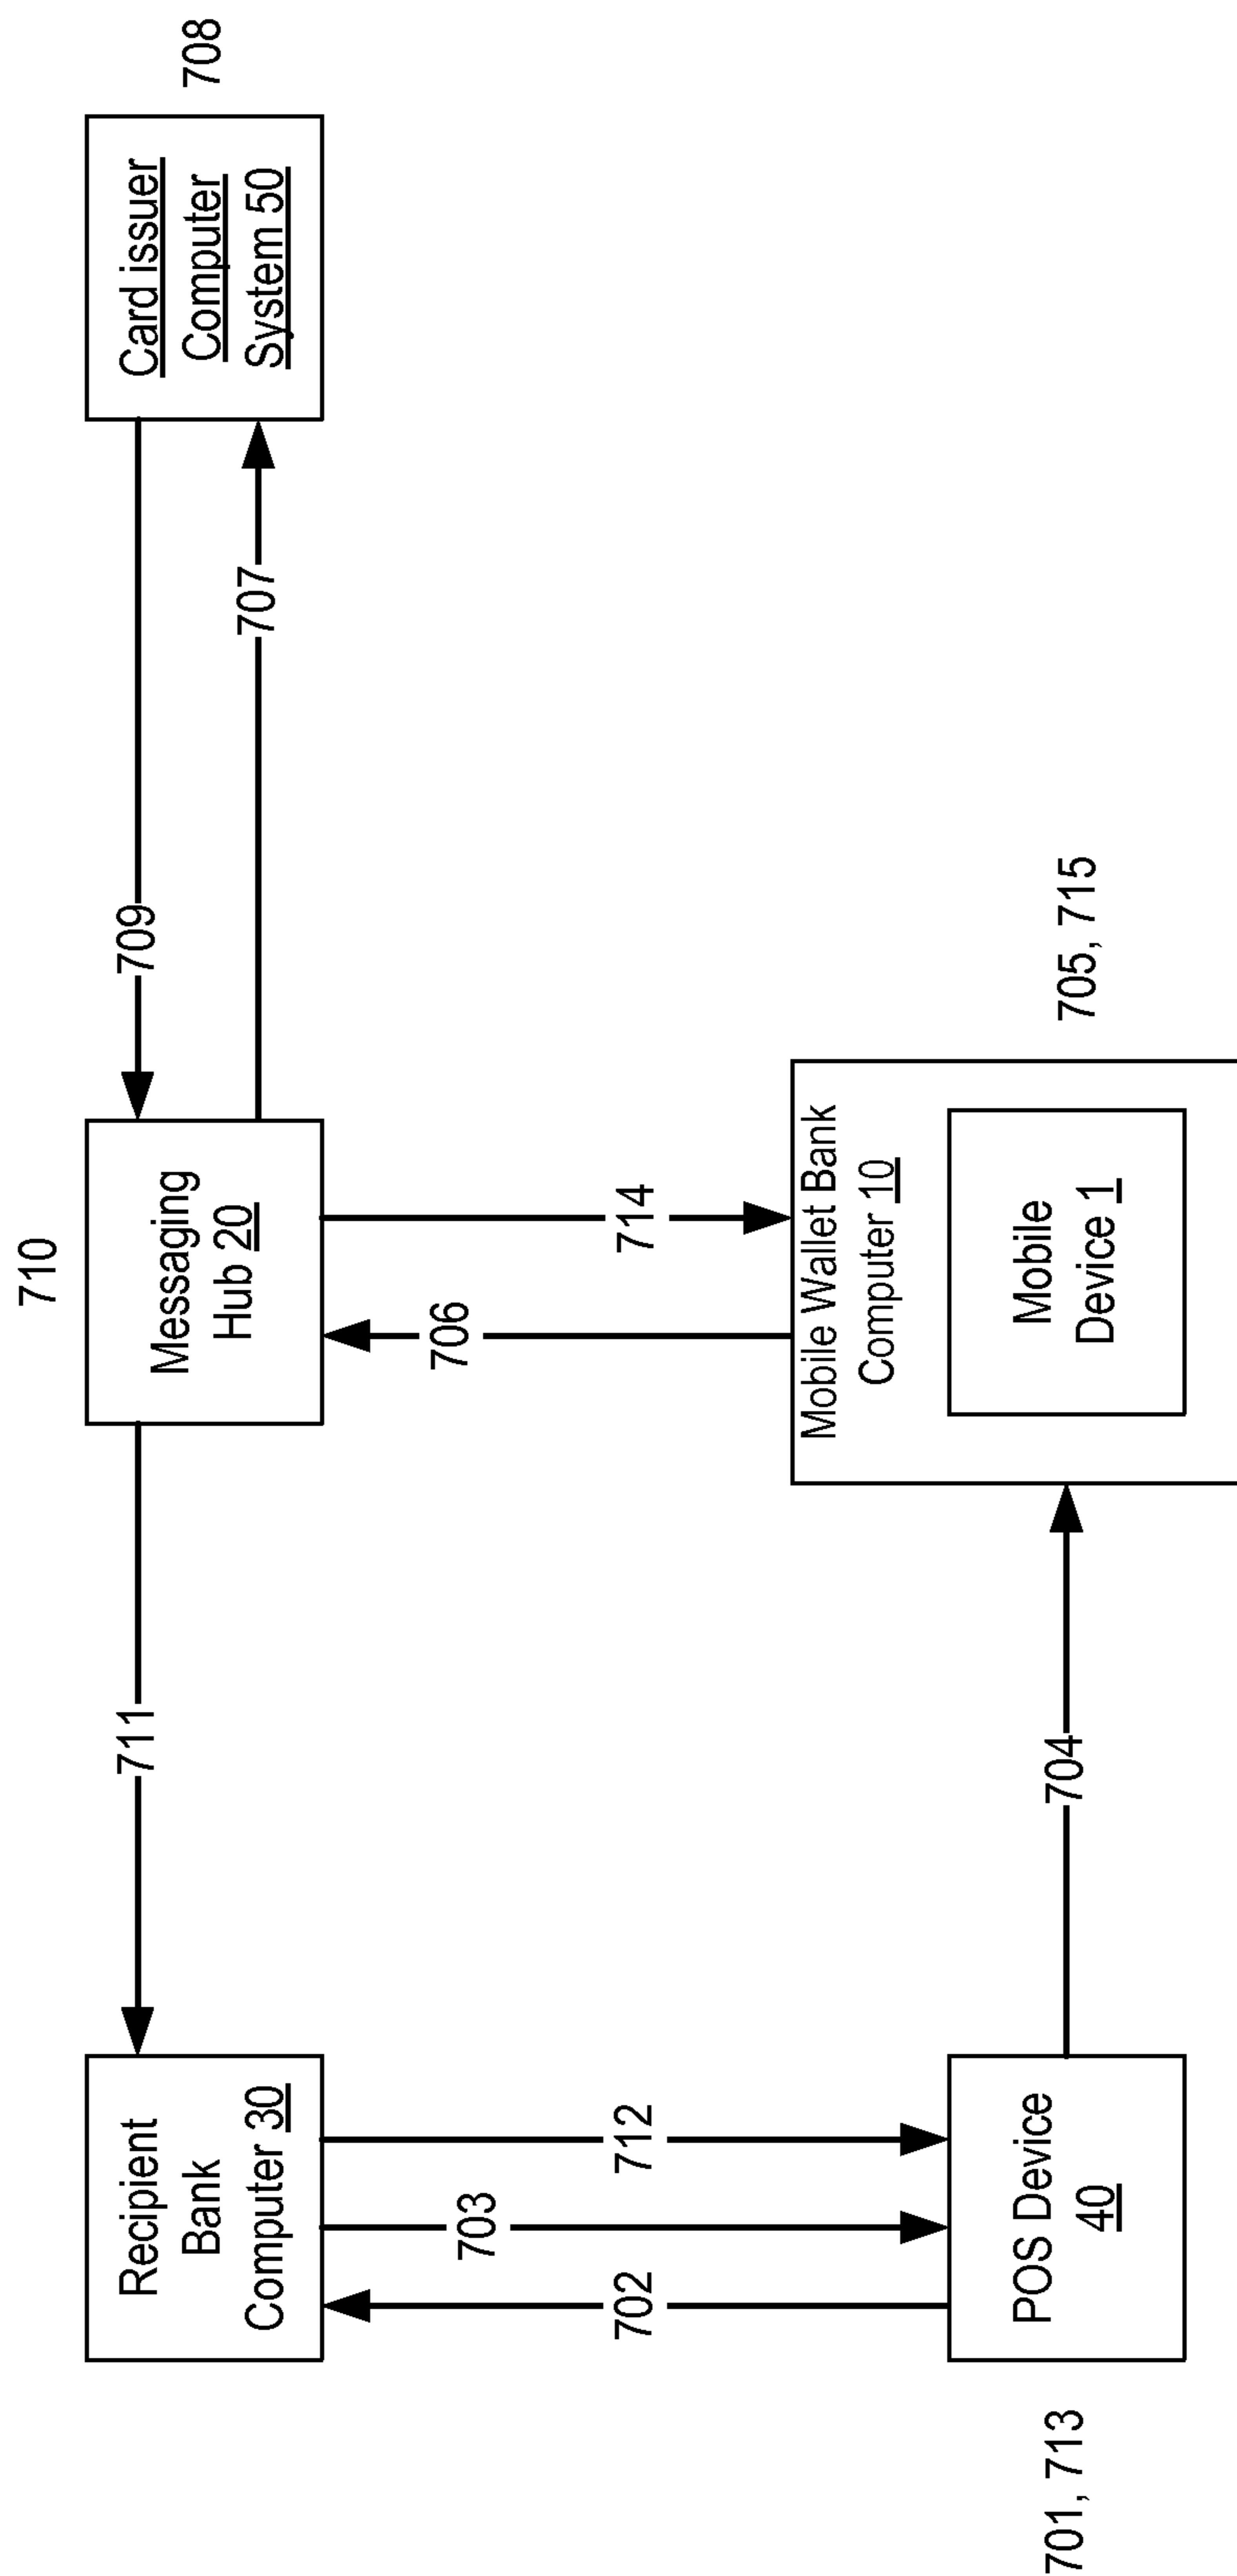 708
Card issuer
Computer
System 50
709
707
710
Messaging
Hub 20
714
706
705, 715
Mobile Wallet Bank
Computer 10
Mobile
Device 1
711
704
Recipient
Bank
Computer 30
712
703
702
POS Device
40
701, 713